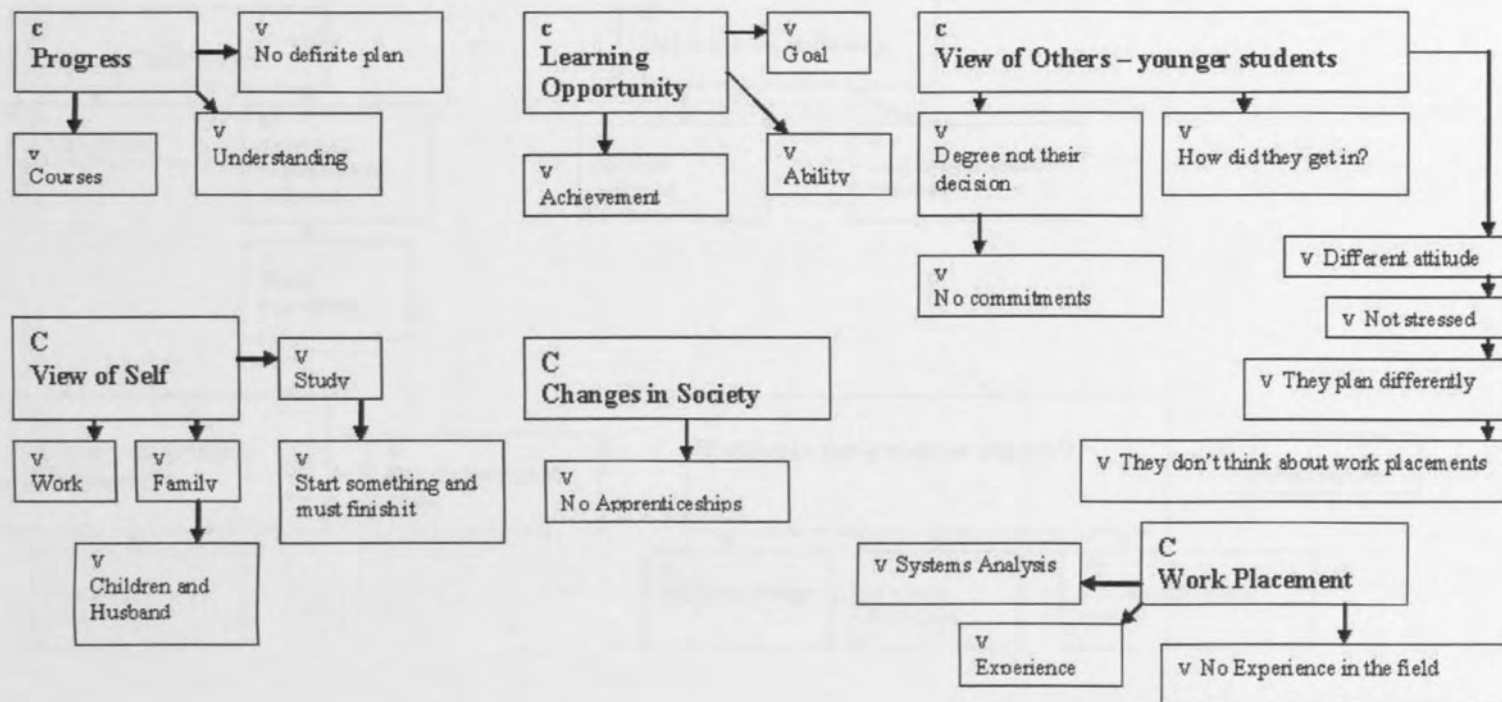 c
Progress
v
No definite plan
v
Courses
v
Understanding
c
Learning
Opportunity
v
Goal
v
Ability
v
Achievement
c
View of Others – younger students
v
Degree not their
decision
v
How did they get in?
v
No commitments
v Different attitude
v Not stressed
v They plan differently
v They don't think about work placements
C
View of Self
v
Study
v
Work
v
Family
v
Start something and
must finish it
v
Children and
Husband
C
Changes in Society
v
No Apprenticeships
C
Work Placement
v Systems Analysis
v
Experience
v No Experience in the field